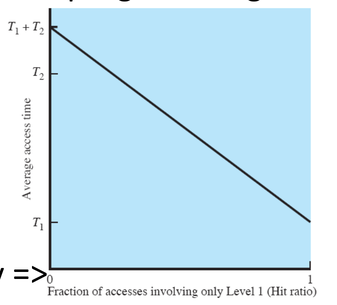 T₁ + T₂
T₂
Average access time
T₁
=>
0
1
Fraction of accesses involving only Level 1 (Hit ratio)